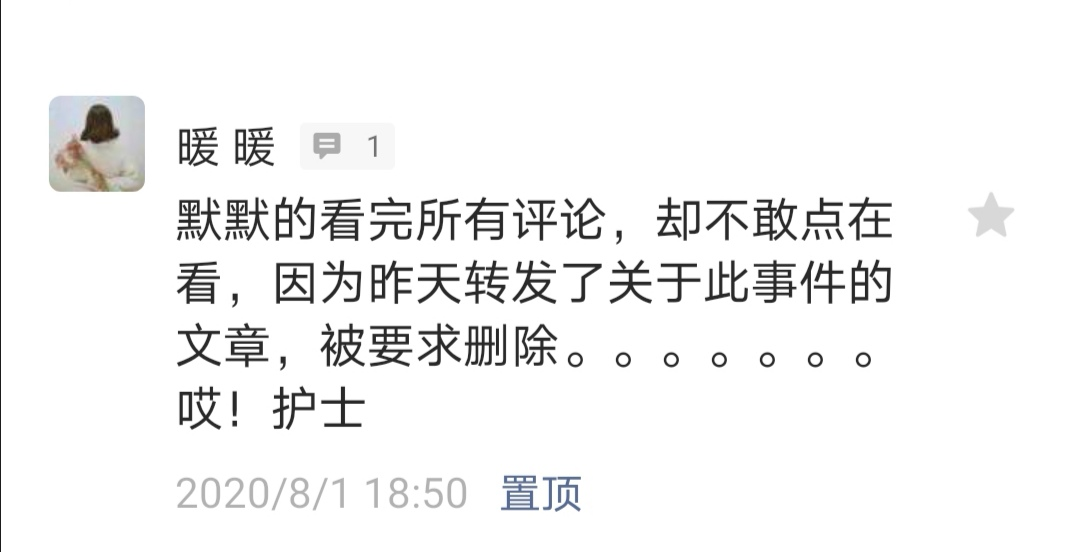 暖 暖 1
默默的看完所有评论，却不敢点在
看，因为昨天转发了关于此事件的
文章，被要求删除。。。。。。。
哎！护士
2020/8/1 18:50 置顶